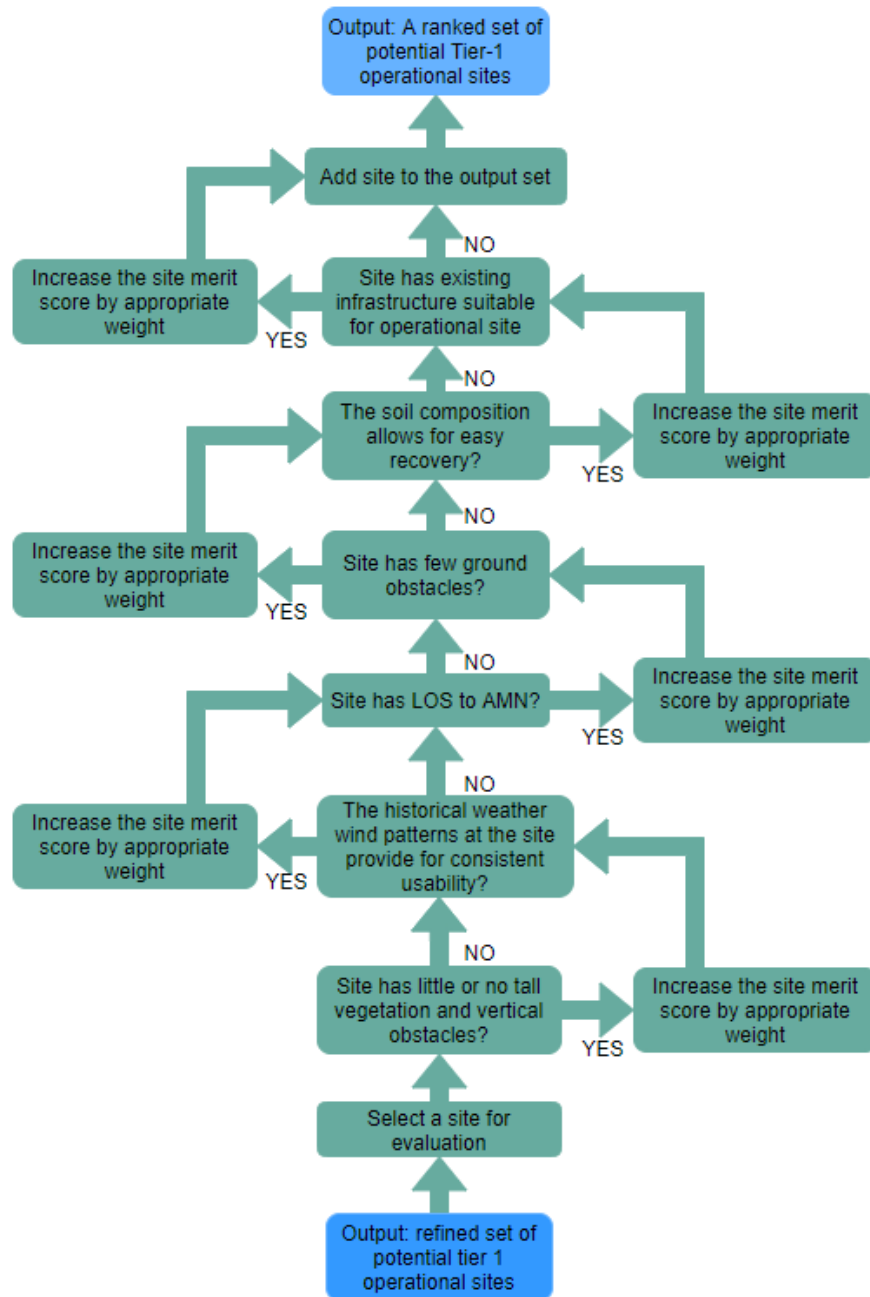 Output: A ranked set of
potential Tier-1
operational sites
Add site to the output set
NO
Increase the site merit
score by appropriate
weight
YES
Site has existing
infrastructure suitable
for operational site
NO
The soil composition
allows for easy
recovery?
YES
Increase the site merit
score by appropriate
weight
NO
Increase the site merit
score by appropriate
weight
YES
Site has few ground
obstacles?
NO
Site has LOS to AMN?
YES
Increase the site merit
score by appropriate
weight
NO
Increase the site merit
score by appropriate
weight
YES
The historical weather
wind patterns at the site
provide for consistent
usability?
NO
Site has little or no tall
vegetation and vertical
obstacles?
YES
Increase the site merit
score by appropriate
weight
Select a site for
evaluation
Output: refined set of
potential tier 1
operational sites